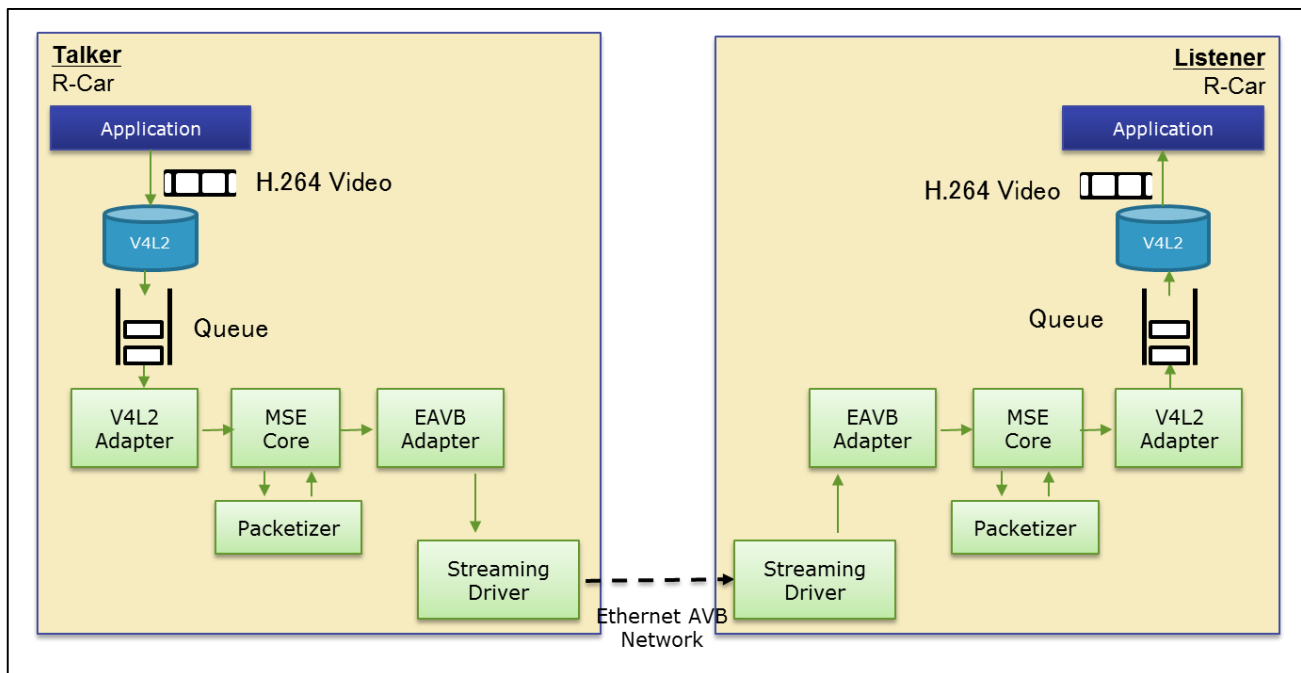 Talker
R-Car
Application
H.264 Video
V4L2
Queue
V4L2
Adapter
MSE
Core
EAVB
Adapter
Packetizer
Streaming
Driver
Ethernet AVB
Network
Listener
R-Car
Application
H.264 Video
V4L2
Queue
EAVB
Adapter
MSE
Core
V4L2
Adapter
Packetizer
Streaming
Driver